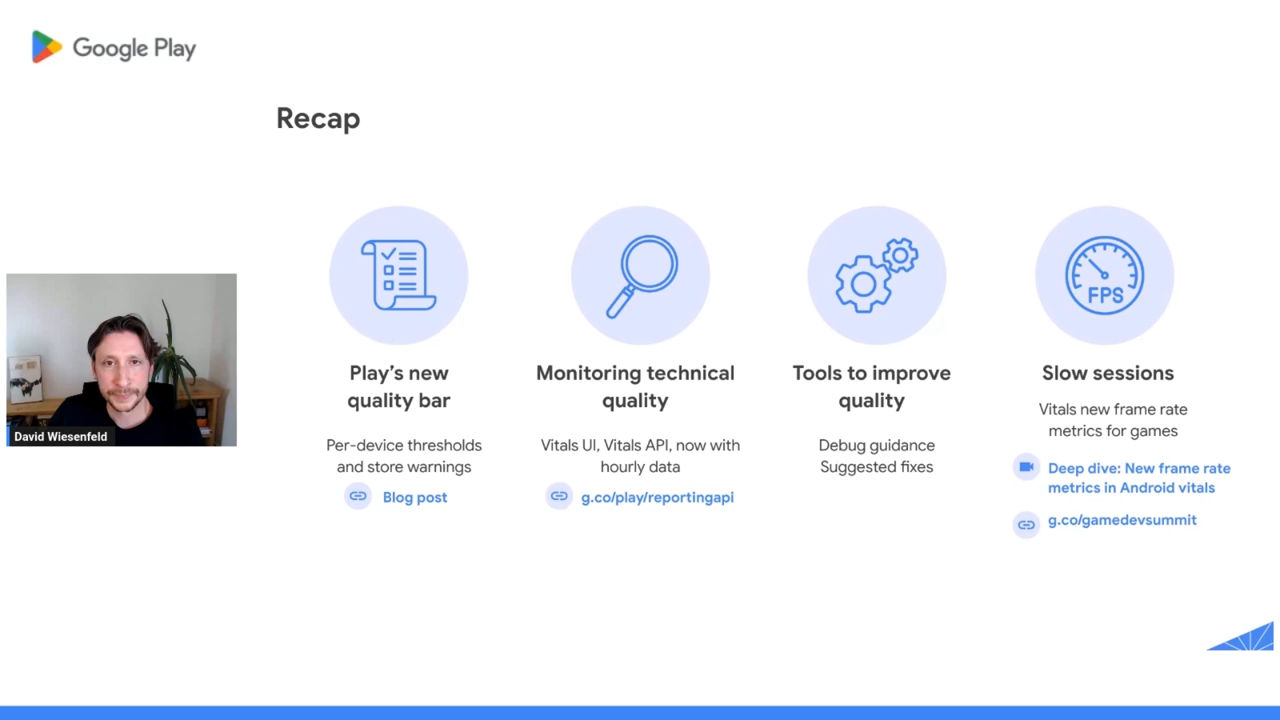 Google Play
Recap
David Wiesenfeld
Play's new
quality bar
Per-device thresholds
and store warnings
Blog post
Monitoring technical
quality
Vitals UI, Vitals API, now with
hourly data
g.co/play/reportingapi
Tools to improve
quality
Debug guidance
Suggested fixes
FPS
Slow sessions
Vitals new frame rate
metrics for games
Deep dive: New frame rate
metrics in Android vitals
g.co/gamedevsummit